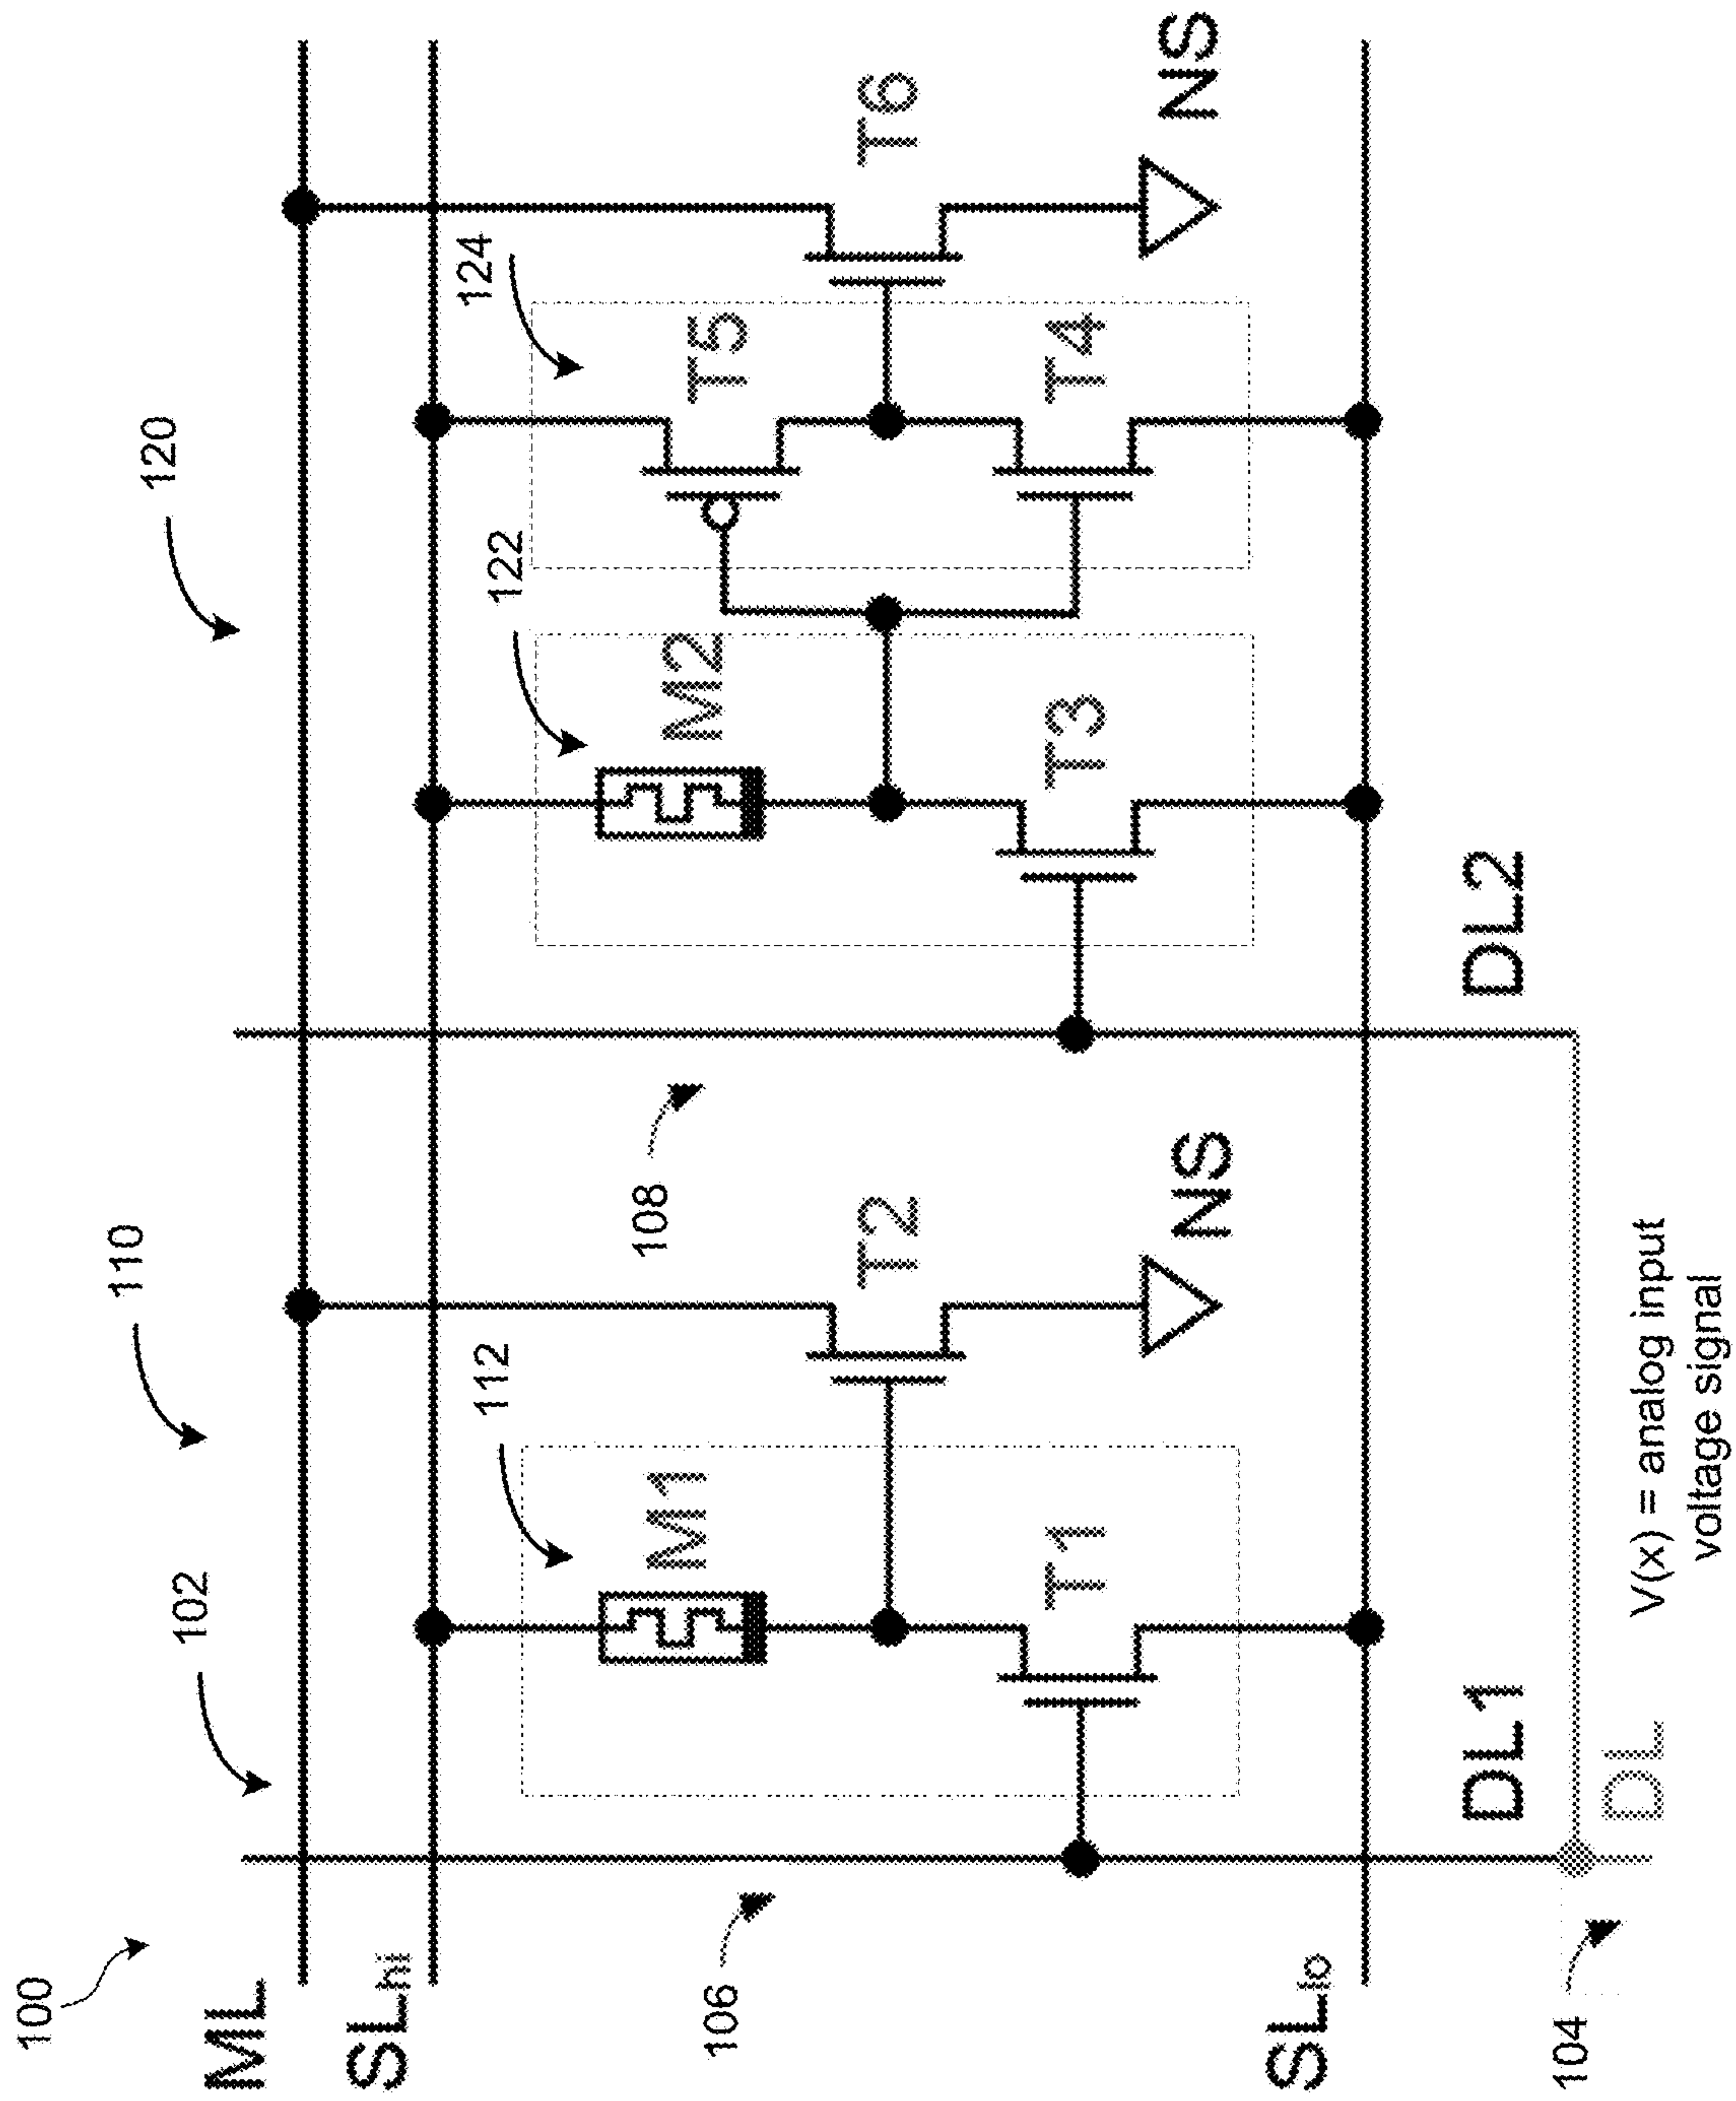 100
102
110
120
ML
SLhi
112
122
124
M1
M2
T5
T2
T6
106
108
T1
T3
T4
NS
NS
SLlo
DL1
DL2
104
DL
V(x) = analog input
voltage signal